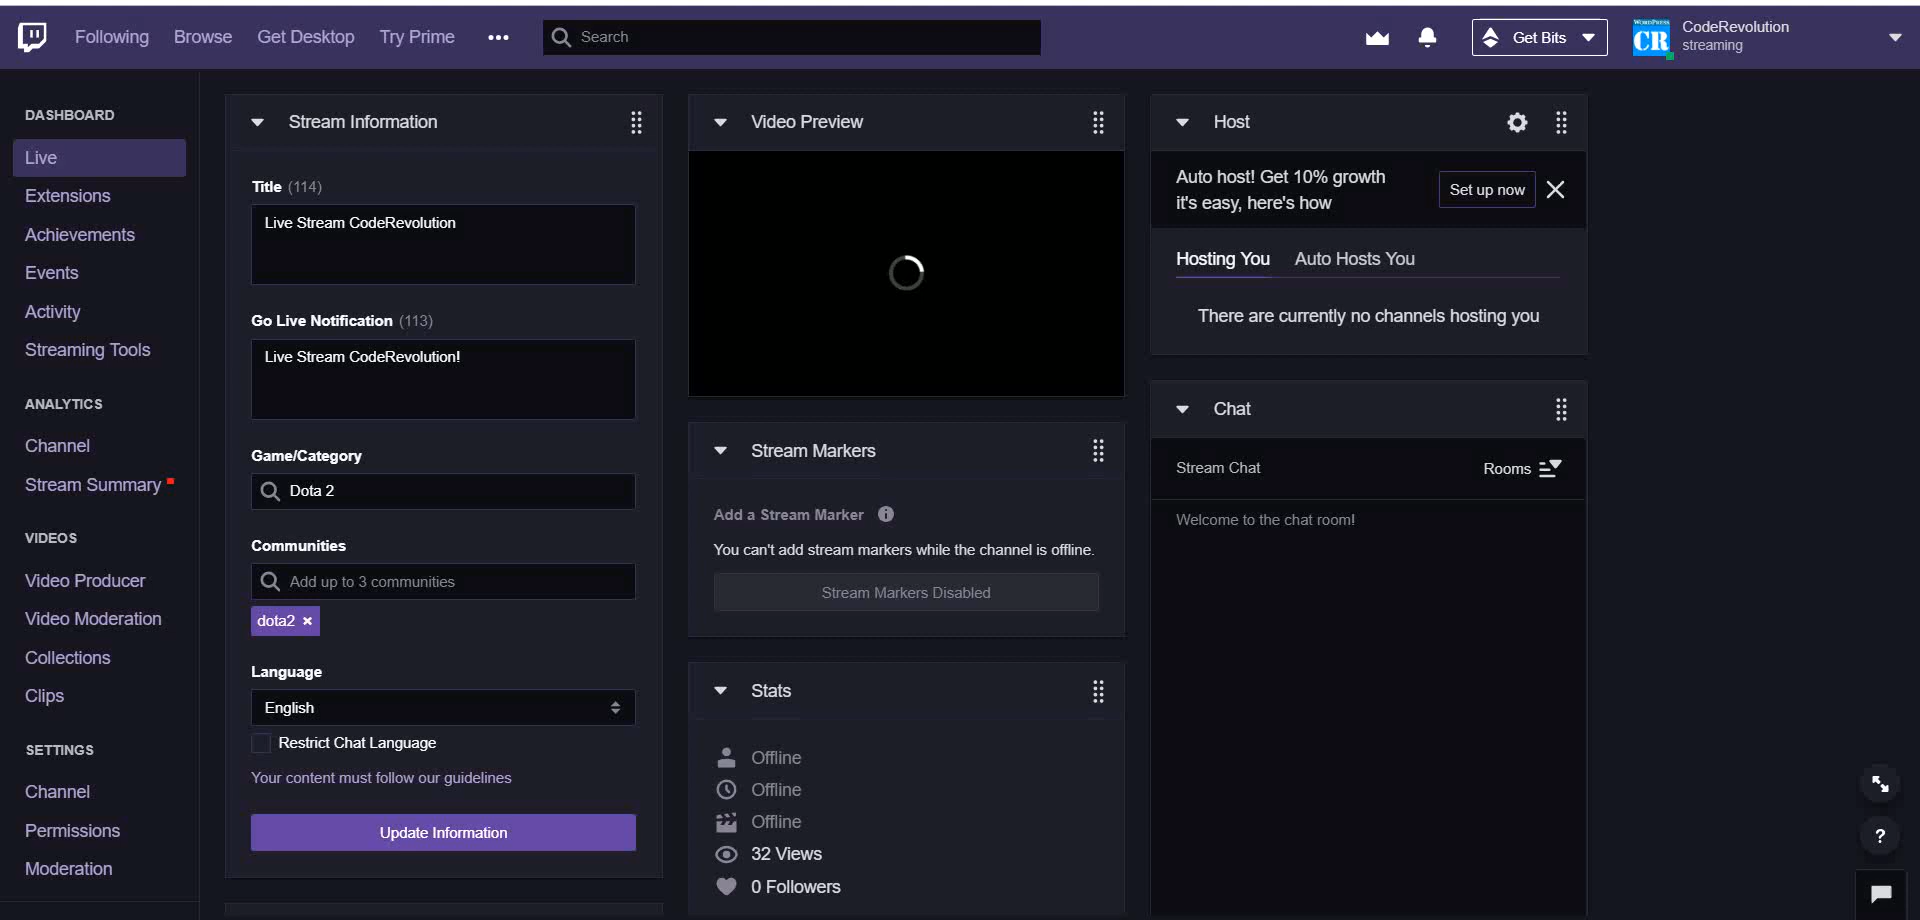 Following Browse Get Desktop Try Prime
Search
Get Bits
WORDPRESS
CR
CodeRevolution
streaming
DASHBOARD
Live
Extensions
Achievements
Events
Activity
Streaming Tools
ANALYTICS
Channel
Stream Summary
VIDEOS
Video Producer
Video Moderation
Collections
Clips
SETTINGS
Channel
Permissions
Moderation
Stream Information
Title (114)
Live Stream CodeRevolution
Go Live Notification (113)
Live Stream CodeRevolution!
Game/Category
Dota 2
Communities
Add up to 3 communities
dota2 ×
Language
English
Restrict Chat Language
Your content must follow our guidelines
Update Information
Video Preview
Stream Markers
Add a Stream Marker
You can't add stream markers while the channel is offline.
Stream Markers Disabled
Stats
Offline
Offline
Offline
32 Views
0 Followers
Host
Auto host! Get 10% growth
it's easy, here's how
Set up now
Hosting You Auto Hosts You
There are currently no channels hosting you
Chat
Stream Chat Rooms
Welcome to the chat room!
?